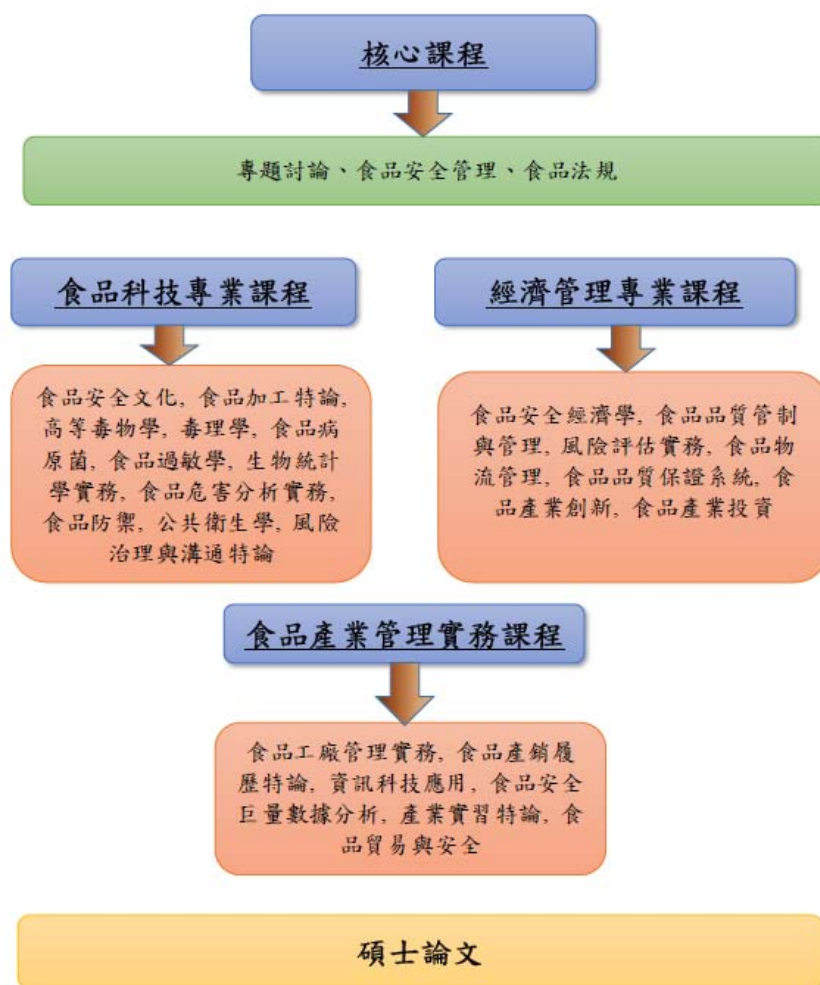 核心課程
專題討論、食品安全管理、食品法規
食品科技專業課程
食品安全文化, 食品加工特論,
高等毒物學, 毒理學, 食品病
原菌, 食品過敏學, 生物統計
學實務, 食品危害分析實務,
食品防禦, 公共衛生學, 風險
治理與溝通特論
經濟管理專業課程
食品安全經濟學, 食品品質管制
與管理, 風險評估實務, 食品物
流管理, 食品品質保證系統, 食
品產業創新, 食品產業投資
食品產業管理實務課程
食品工廠管理實務, 食品產銷履
歷特論, 資訊科技應用, 食品安全
巨量數據分析, 產業實習特論, 食
品貿易與安全
碩士論文